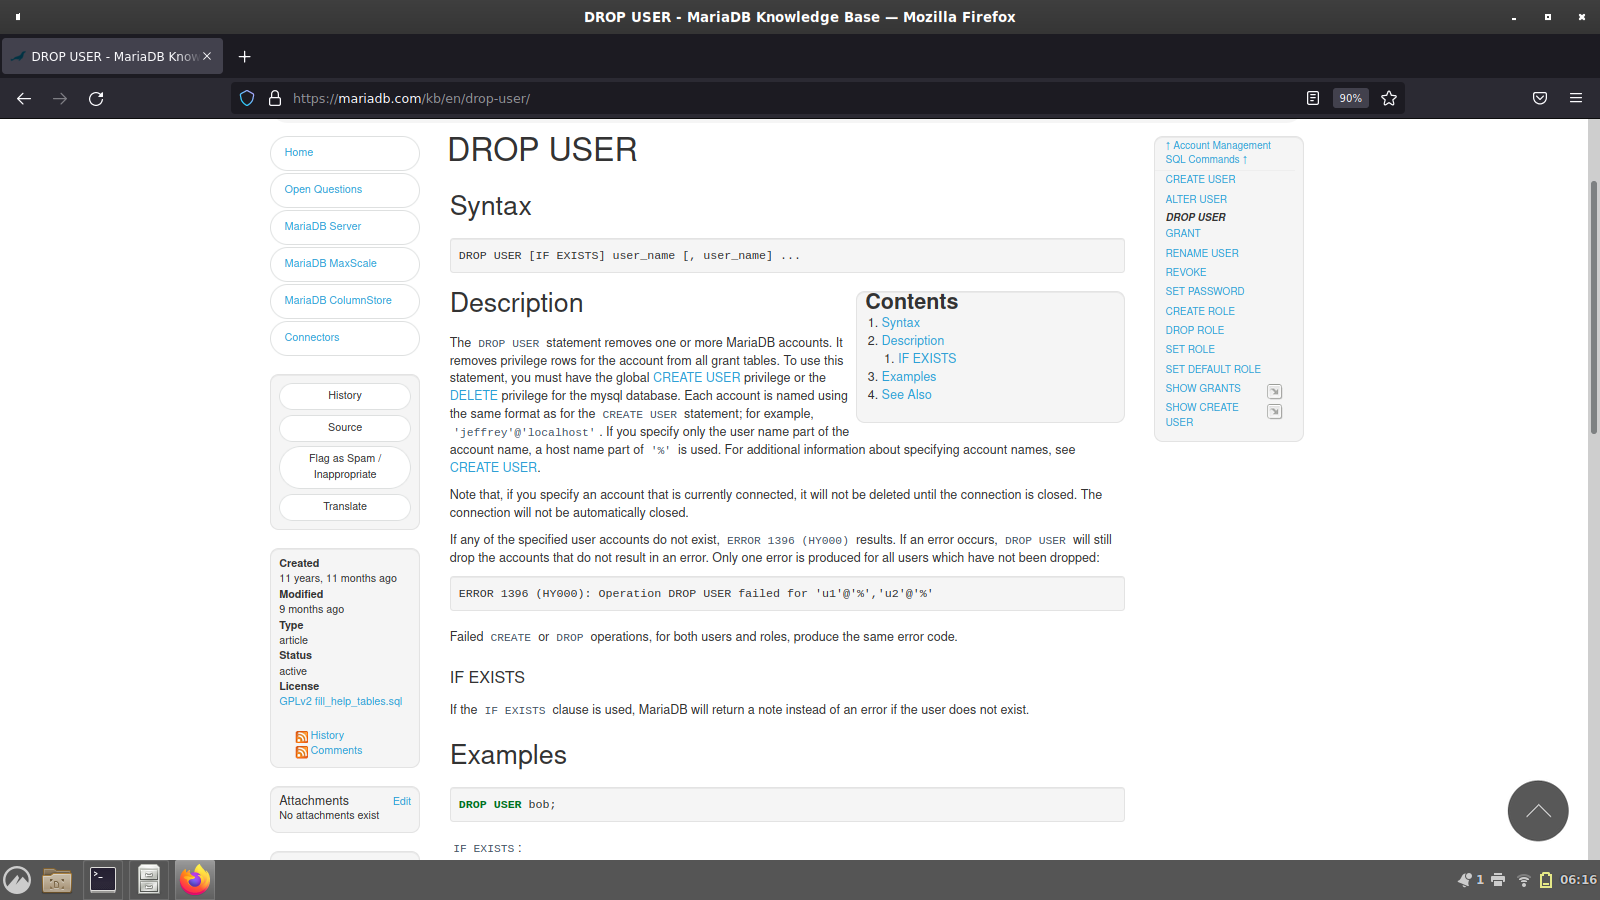 DROP USER - MariaDB Knowledge Base — Mozilla Firefox
DROP USER - MariaDB Know
https://mariadb.com/kb/en/drop-user/
90%
Home
Open Questions
MariaDB Server
MariaDB MaxScale
MariaDB ColumnStore
Connectors
History
Source
Flag as Spam /
Inappropriate
Translate
Created
11 years, 11 months ago
Modified
9 months ago
Type
article
Status
active
License
GPLv2 fill_help_tables.sql
History
Comments
Attachments
Edit
No attachments exist
DROP USER
Syntax
DROP USER [IF EXISTS] user_name [, user_name] ...
Description
The DROP USER statement removes one or more MariaDB accounts. It
removes privilege rows for the account from all grant tables. To use this
statement, you must have the global CREATE USER privilege or the
DELETE privilege for the mysql database. Each account is named using
the same format as for the CREATE USER statement; for example,
'jeffrey'@'localhost'. If you specify only the user name part of the
account name, a host name part of '%' is used. For additional information about specifying account names, see
CREATE USER.
Contents
1. Syntax
2. Description
1. IF EXISTS
3. Examples
4. See Also
Note that, if you specify an account that is currently connected, it will not be deleted until the connection is closed. The
connection will not be automatically closed.
If any of the specified user accounts do not exist, ERROR 1396 (HY000) results. If an error occurs, DROP USER will still
drop the accounts that do not result in an error. Only one error is produced for all users which have not been dropped:
ERROR 1396 (HY000): Operation DROP USER failed for 'u1'@'%','u2'@'%'
Failed CREATE or DROP operations, for both users and roles, produce the same error code.
IF EXISTS
If the IF EXISTS clause is used, MariaDB will return a note instead of an error if the user does not exist.
Examples
DROP USER bob;
IF EXISTS:
↑ Account Management
SQL Commands ↑
CREATE USER
ALTER USER
DROP USER
GRANT
RENAME USER
REVOKE
SET PASSWORD
CREATE ROLE
DROP ROLE
SET ROLE
SET DEFAULT ROLE
SHOW GRANTS
SHOW CREATE
USER
1
06:16